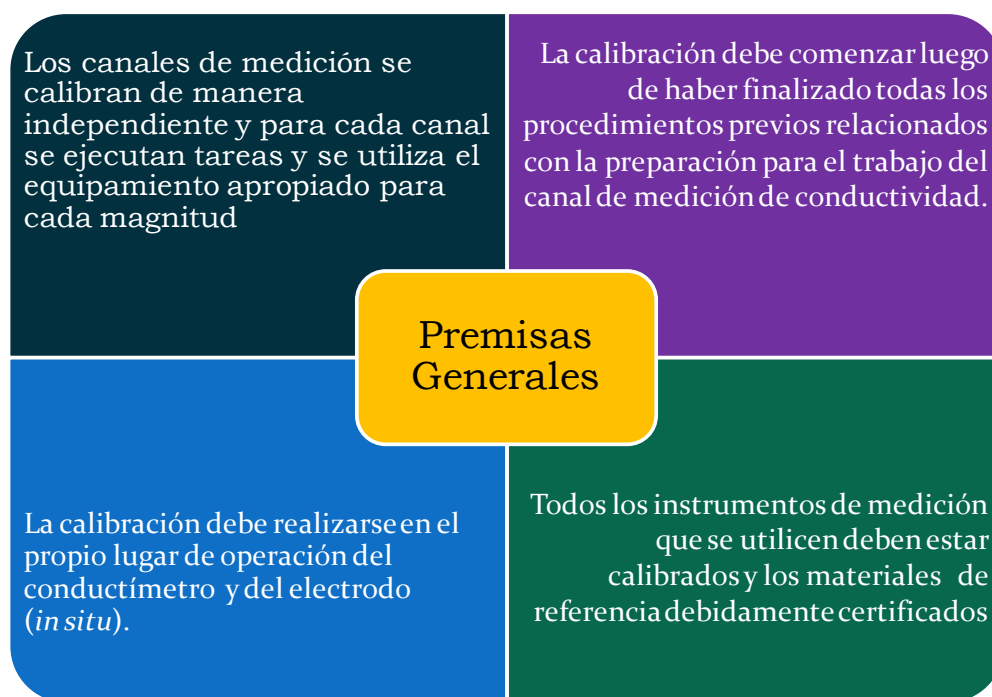 Los canales de medición se
calibran de manera
independiente y para cada canal
se ejecutan tareas y se utiliza el
equipamiento apropiado para
cada magnitud
La calibración debe comenzar luego
de haber finalizado todas los
procedimientos previos relacionados
con la preparación para el trabajo del
canal de medición de conductividad.
Premisas
Generales
La calibración debe realizarse en el
propio lugar de operación del
conductímetro y del electrodo
(in situ).
Todos los instrumentos de medición
que se utilicen deben estar
calibrados y los materiales de
referencia debidamente certificados